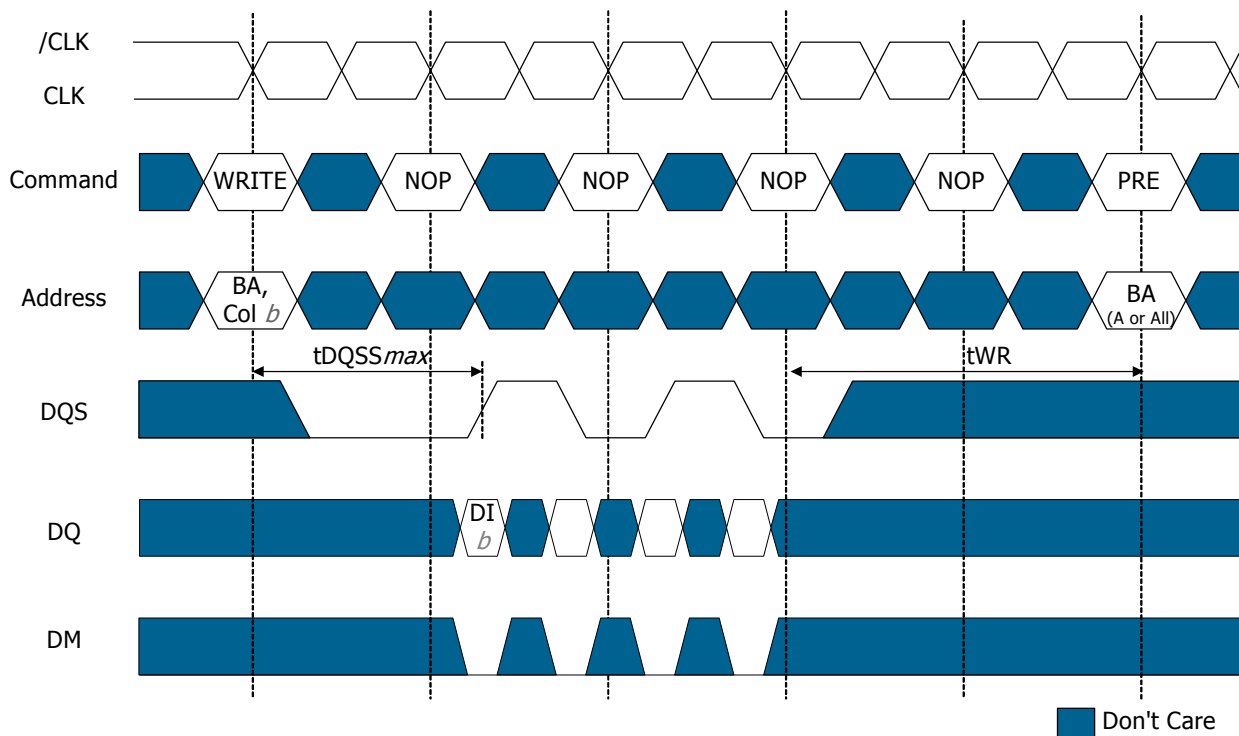 /CLK
CLK
Command
WRITE
NOP
NOP
NOP
NOP
PRE
Address
BA,
Col b
BA
(A or All)
tDQSSmax
tWR
DQS
DQ
DI
b
DM
Don't Care